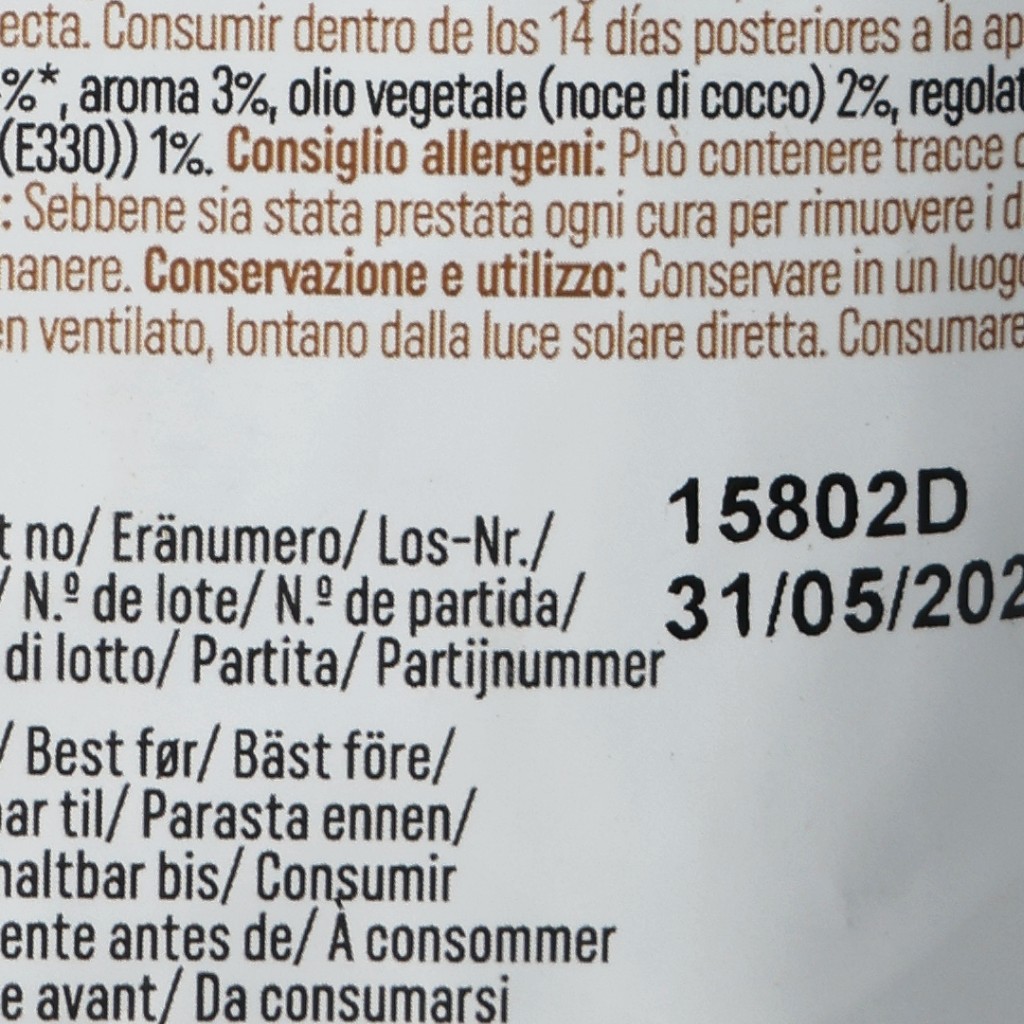 ecta. Consumir dentro de los 14 días posteriores a la ap
%*, aroma 3%, olio vegetale (noce di cocco) 2%, regolat
(E330)) 1%. Consiglio allergeni: Può contenere tracce
: Sebbene sia stata prestata ogni cura per rimuovere i d
manere. Conservazione e utilizzo: Conservare in un luogo
en ventilato, lontano dalla luce solare diretta. Consumare
15802D
t no/ Eränumero/ Los-Nr./
31/05/202
/ N.º de lote/ N.º de partida/
di lotto/ Partita/ Partijnummer
/ Best før/ Bäst före/
ar til/ Parasta ennen/
haltbar bis/ Consumir
ente antes de/ À consommer
e avant/ Da consumarsi